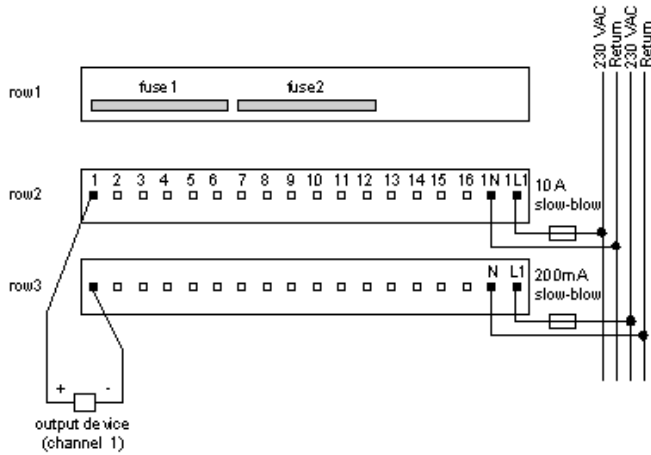 230 VAC
Return
230 VAC
Return
row1
fuse1 fuse2
row2
1 2 3 4 5 6 7 8 9 10 11 12 13 14 15 16 1N 1L1
10 A
slow-blow
row3
N L1
200mA
slow-blow
+ -
output device
(channel 1)